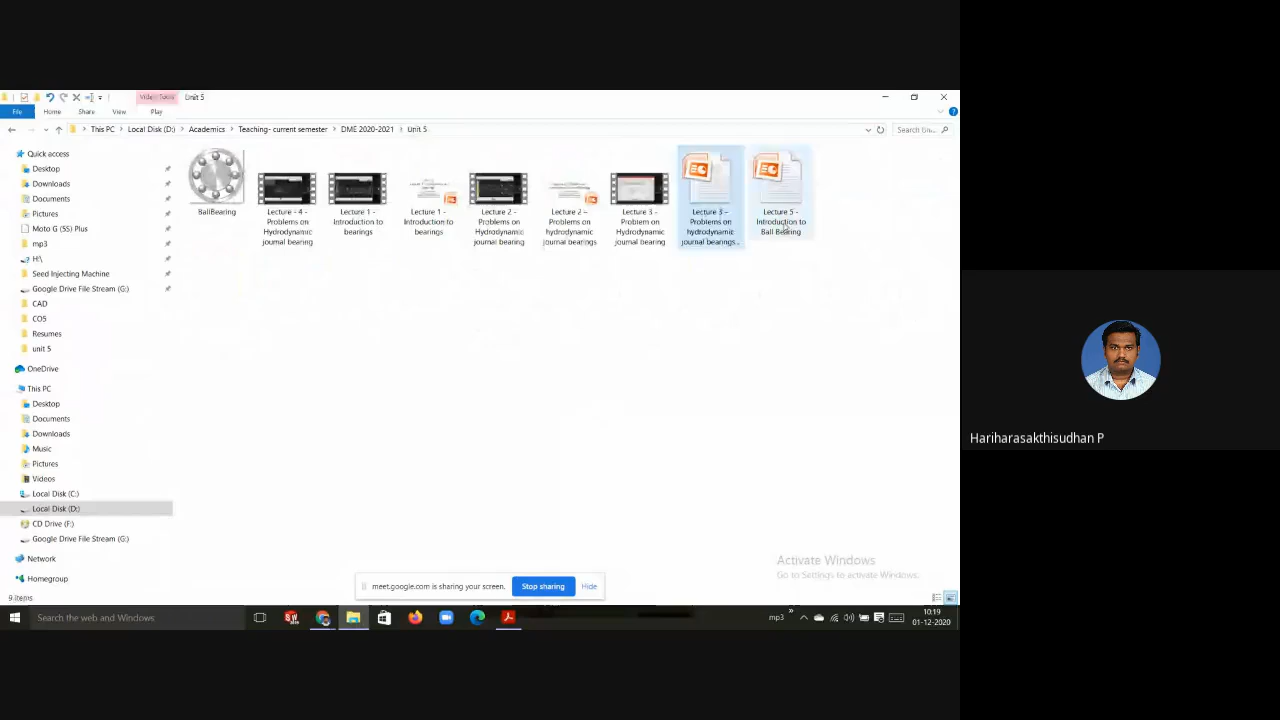 Video Tools
Unit 5
File
Home
Share
View
Play
This PC
Local Disk (D:)
Academics
Teaching- current semester
DME 2020-2021
Unit 5
Search Uni...
Quick access
Desktop
Downloads
Documents
Pictures
Moto G (5S) Plus
mp3
H:\
Seed Injecting Machine
Google Drive File Stream (G:)
CAD
CO5
Resumes
unit 5
OneDrive
This PC
Desktop
Documents
Downloads
Music
Pictures
Videos
Local Disk (C:)
Local Disk (D:)
CD Drive (F:)
Google Drive File Stream (G:)
Network
Homegroup
9 items
BallBearing
Lecture - 4 -
Problems on
Hydrodynamic
journal bearing
Lecture 1 -
Introduction to
bearings
Lecture 1 -
Introduction to
bearings
Lecture 2 -
Problems on
Hydrodynamic
journal bearing
Lecture 2 –
Problems on
hydrodynamic
journal bearings
Lecture 3 -
Problem on
Hydrodynamic
journal bearing
Lecture 3 –
Problems on
hydrodynamic
journal bearings...
Lecture 5 -
Introduction to
Ball Bearing
Activate Windows
Go to Settings to activate Windows.
meet.google.com is sharing your screen.
Stop sharing
Hide
Search the web and Windows
mp3
10:19
01-12-2020
Hariharasakthisudhan P